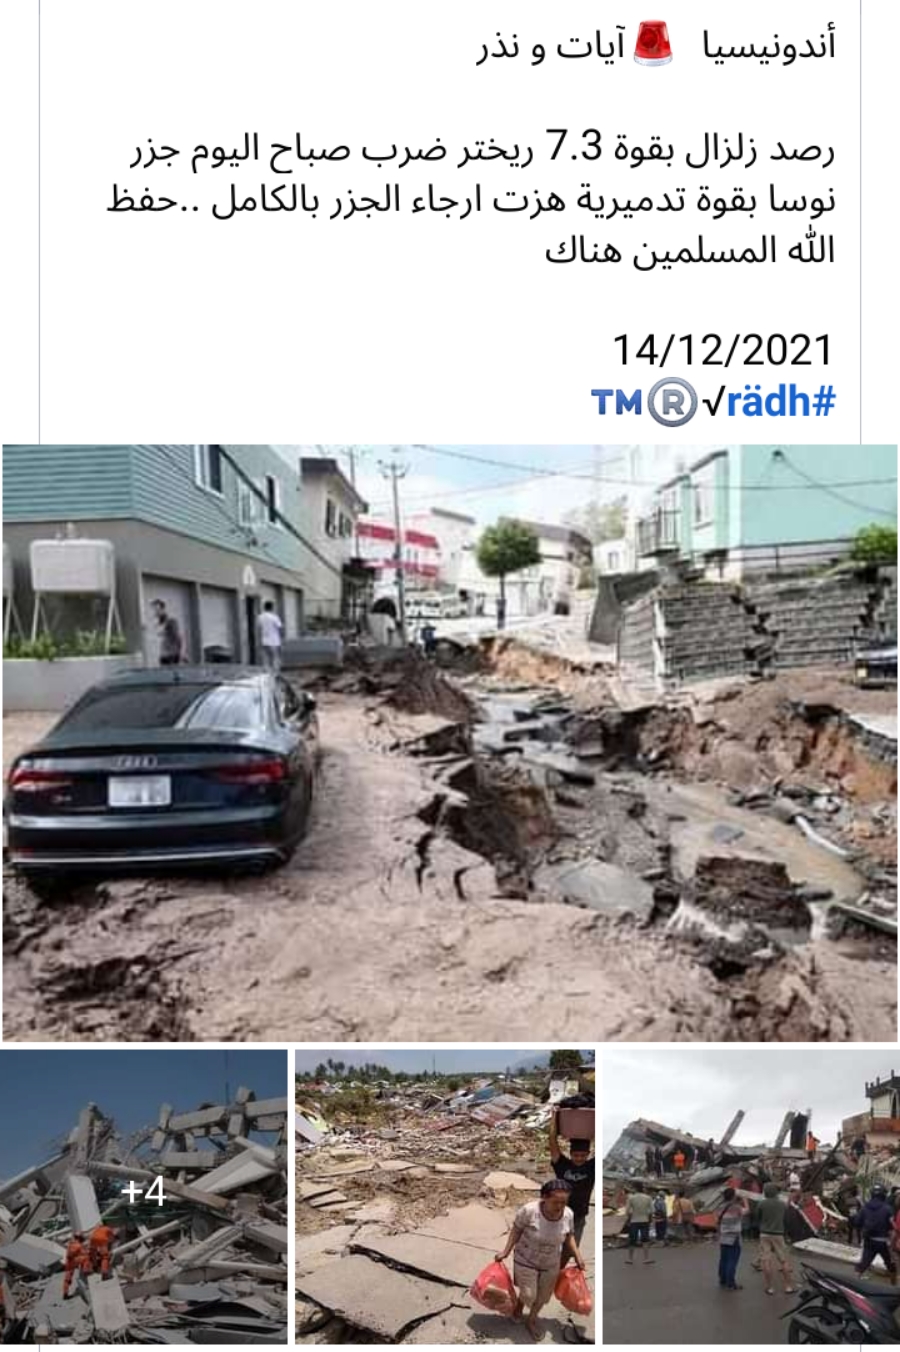 أندونيسيا 🚨آيات و نذر
رصد زلزال بقوة 7.3 ريختر ضرب صباح اليوم جزر
نوسا بقوة تدميرية هزت ارجاء الجزر بالكامل ..حفظ
الله المسلمين هناك
14/12/2021
#rädh√®️™️
+4